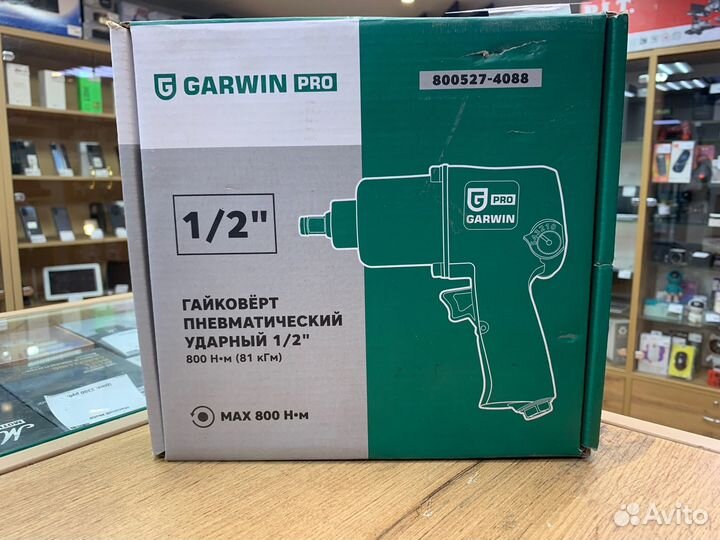 GARWIN PRO
800527-4088
1/2"
PRO
GARWIN
ГАЙКОВЁРТ
ПНЕВМАТИЧЕСКИЙ
УДАРНЫЙ 1/2"
800 Н•м (81 кГм)
MAX 800 Н•м
Avito